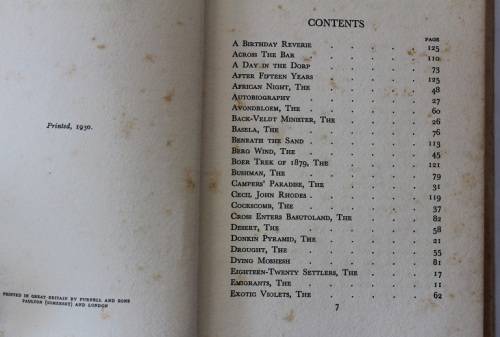 Printed, 1930.
PRINTED IN GREAT BRITAIN BY PURNELL AND SONS
PAULTON (SOMERSET) AND LONDON
CONTENTS
PAGE
A Birthday Reverie . . . . . 125
Across The Bar . . . . . 110
A Day in the Dorp . . . . . 73
After Fifteen Years . . . . . 125
African Night, The . . . . . 48
Autobiography . . . . . 27
Avondbloem, The . . . . . 60
Back-Veldt Minister, The . . . . 26
Basela, The . . . . . 76
Beneath the Sand . . . . . 113
Berg Wind, The . . . . . 45
Boer Trek of 1879, The . . . . 121
Bushman, The . . . . . 79
Campers' Paradise, The . . . . 31
Cecil John Rhodes . . . . . 119
Cockscomb, The . . . . . 37
Cross Enters Basutoland, The . . . 82
Desert, The . . . . . 58
Donkin Pyramid, The . . . . 21
Drought, The . . . . . 55
Dying Moshesh . . . . . 81
Eighteen-Twenty Settlers, The . . . 17
Emigrants, The . . . . . 11
Exotic Violets, The . . . . . 62
7